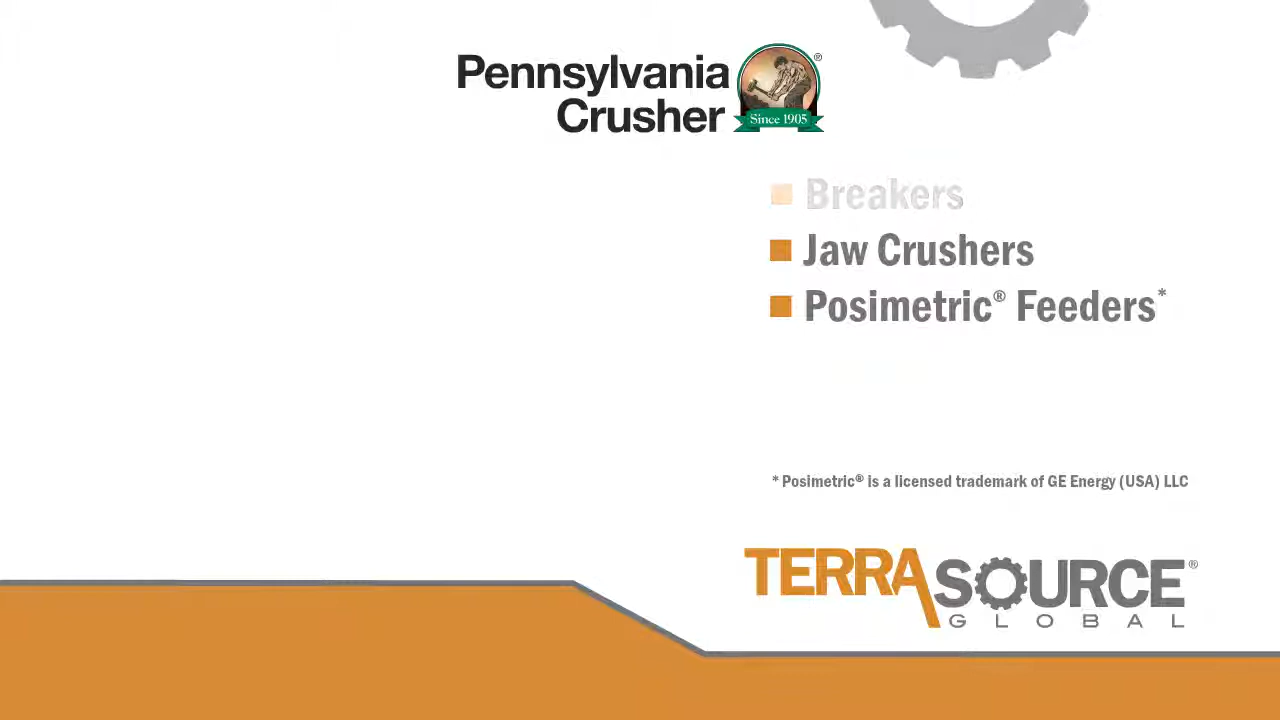 Pennsylvania
Crusher ®
Since 1905
Breakers
Jaw Crushers
Posimetric® Feeders*
* Posimetric® is a licensed trademark of GE Energy (USA) LLC
TERRASOURCE®
GLOBAL